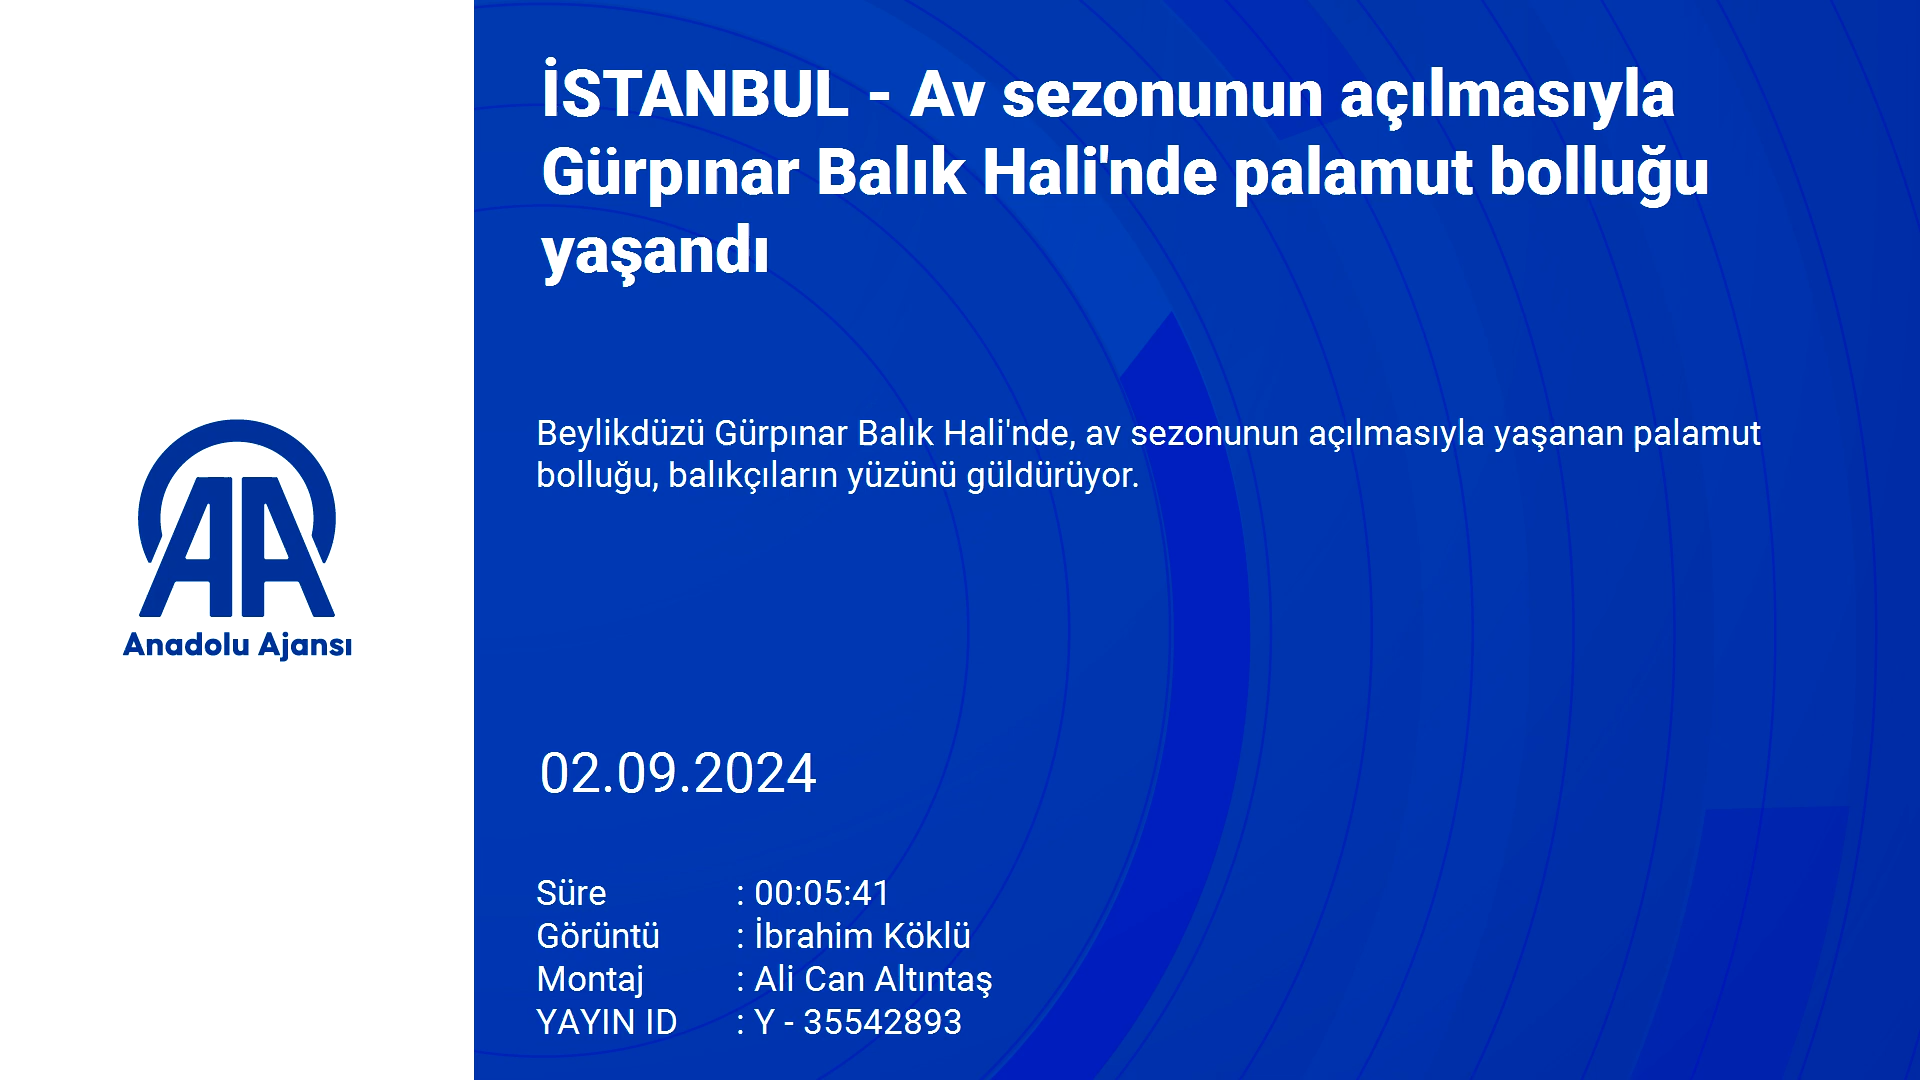 İSTANBUL - Av sezonunun açılmasıyla
Gürpınar Balık Hali'nde palamut bolluğu
yaşandı
Beylikdüzü Gürpınar Balık Hali'nde, av sezonunun açılmasıyla yaşanan palamut
bolluğu, balıkçıların yüzünü güldürüyor.
AA
Anadolu Ajansı
02.09.2024
Süre : 00:05:41
Görüntü : İbrahim Köklü
Montaj : Ali Can Altıntaş
YAYIN ID : Y - 35542893